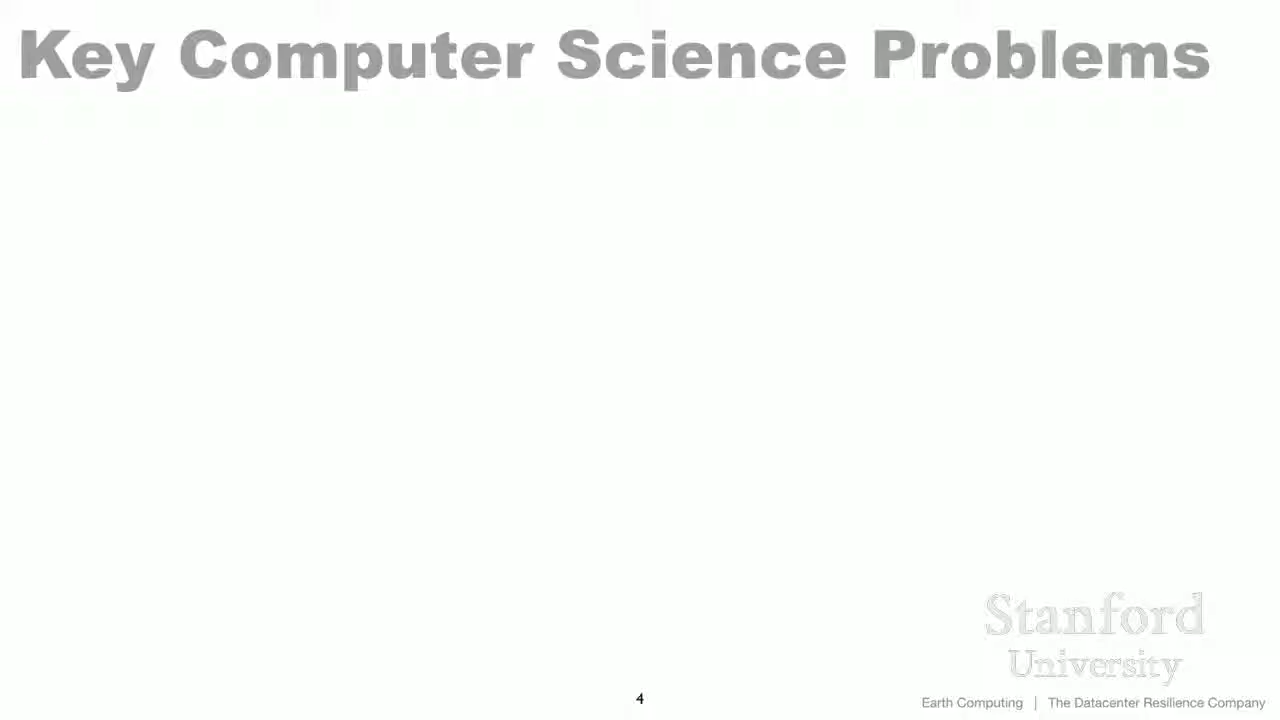 Key Computer Science Problems
Stanford
University
4
Earth Computing | The Datacenter Resilience Company